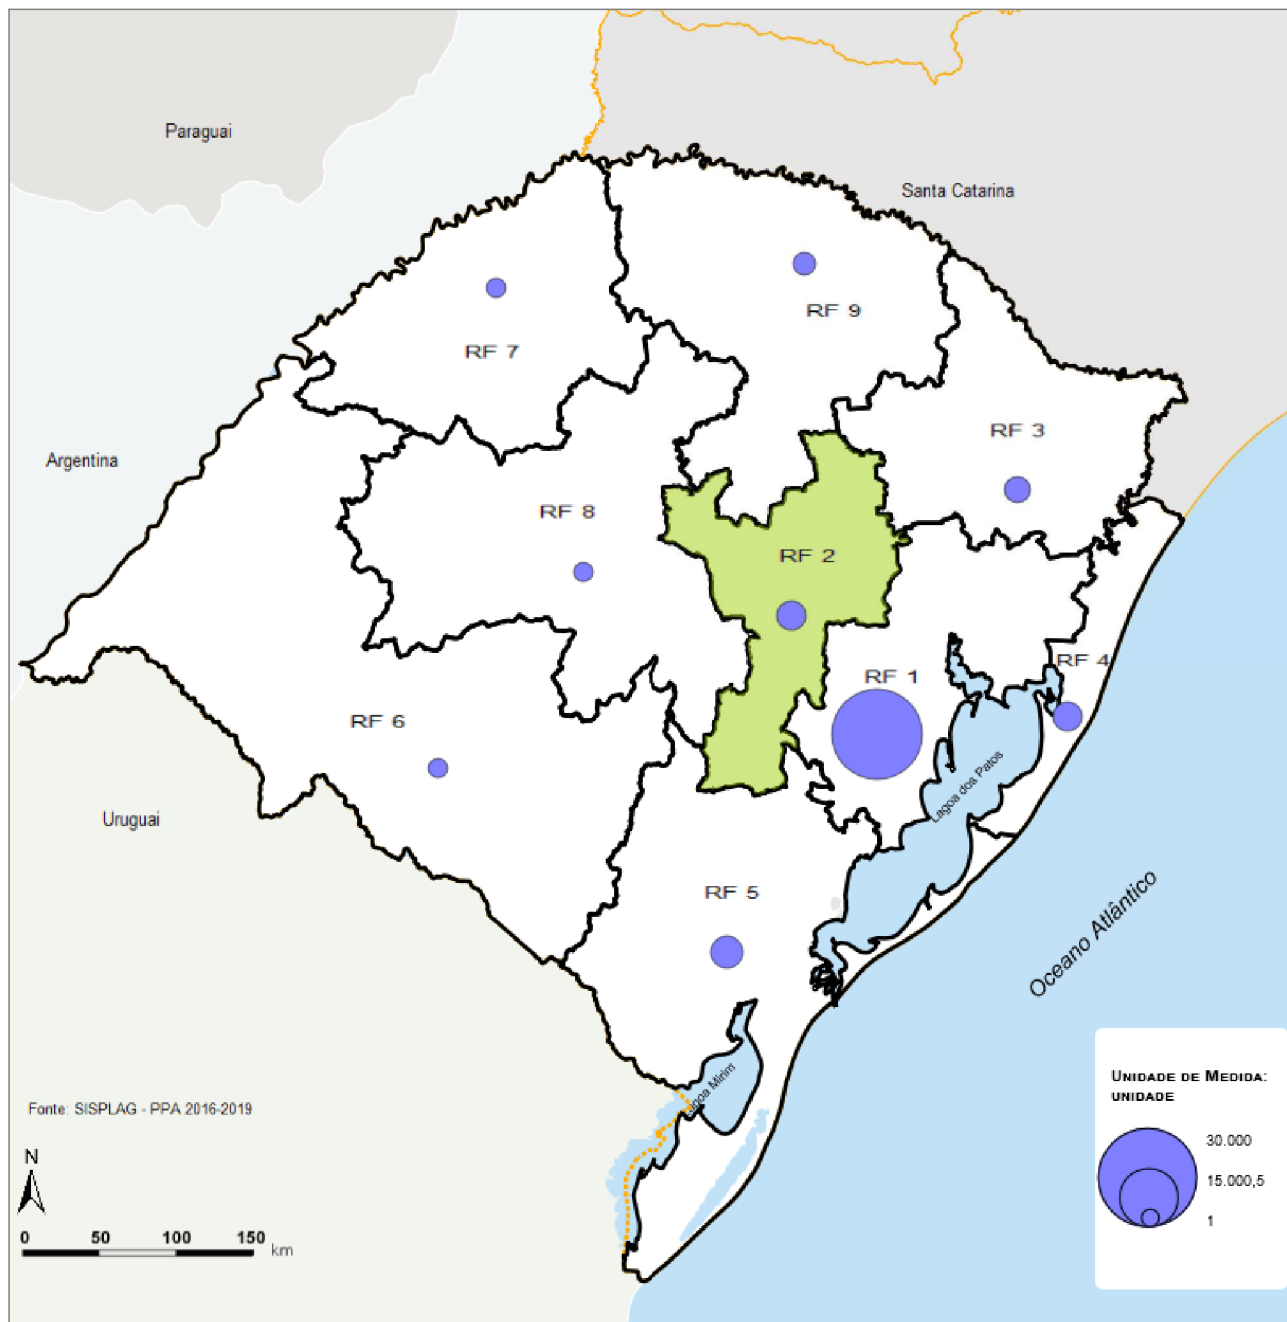 Paraguai
Santa Catarina
RF 9
RF 7
RF 3
Argentina
RF 8
RF 2
RF 4
RF 1
RF 6
Lagoa dos Patos
Uruguai
RF 5
Oceano Atlântico
Lagoa Mirim
Fonte: SISPLAG - PPA 2016-2019
UNIDADE DE MEDIDA:
UNIDADE
30.000
15.000,5
1
N
0 50 100 150
km